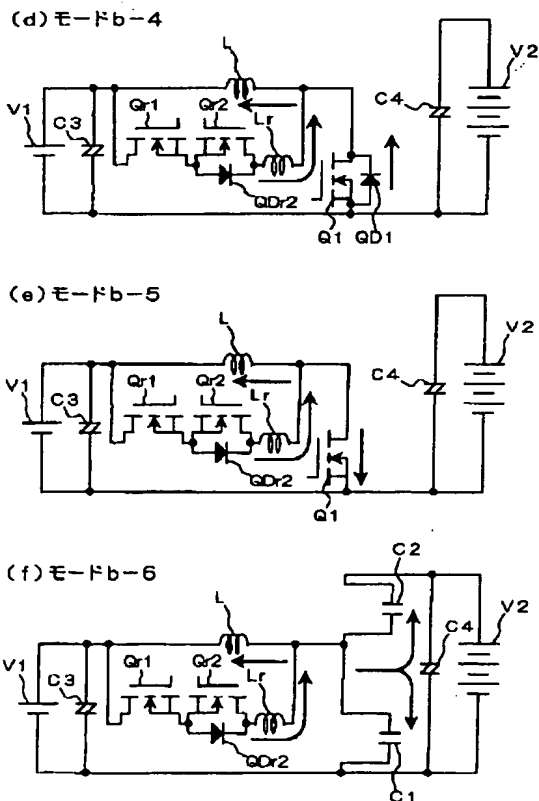 (d)モードb-4
L
V2
V1
C3
Qr1
Qr2
Lr
C4
QDr2
Q1
QD1
(e)モードb-5
L
V2
V1
C3
Qr1
Qr2
Lr
C4
QDr2
Q1
(f)モードb-6
C2
L
C4
V2
V1
C3
Qr1
Qr2
Lr
QDr2
C1